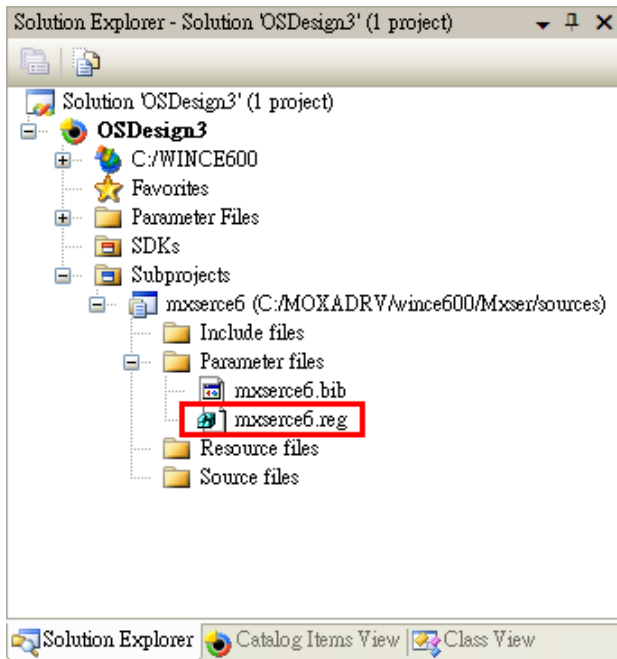 Solution Explorer - Solution 'OSDesign3' (1 project)
Solution 'OSDesign3' (1 project)
OSDesign3
C:/WINCE600
Favorites
Parameter Files
SDKs
Subprojects
mxserce6 (C:/MOXADRV/wince600/Mxser/sources)
Include files
Parameter files
mxserce6.bib
mxserce6.reg
Resource files
Source files
Solution Explorer Catalog Items View Class View